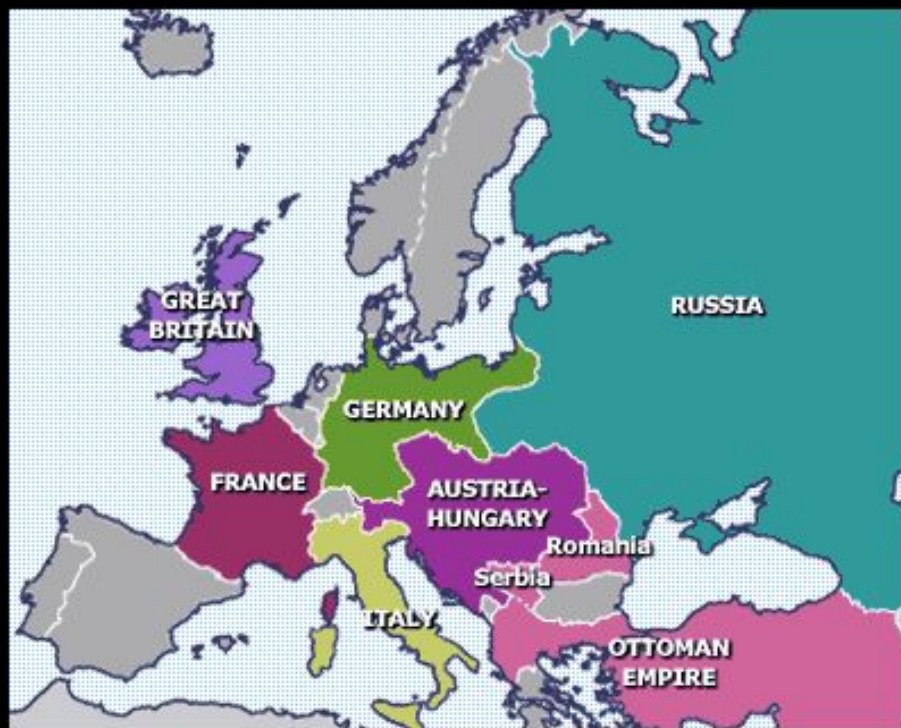 GREAT
BRITAIN
RUSSIA
GERMANY
FRANCE
AUSTRIA-
HUNGARY
Romania
Serbia
ITALY
OTTOMAN
EMPIRE